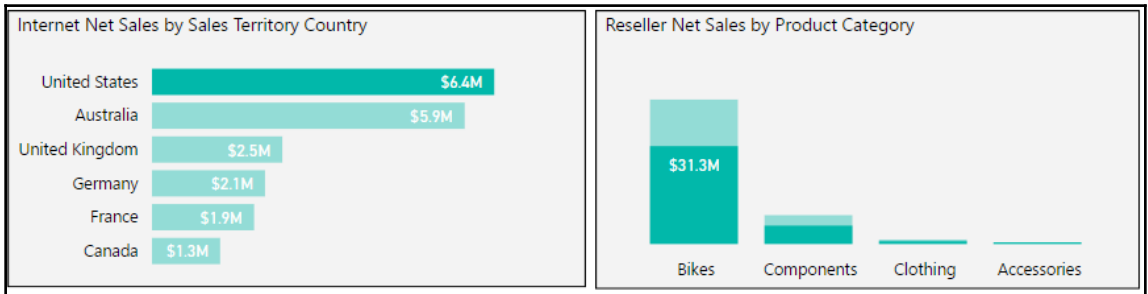 Internet Net Sales by Sales Territory Country
United States $6.4M
Australia $5.9M
United Kingdom $2.5M
Germany $2.1M
France $1.9M
Canada $1.3M
Reseller Net Sales by Product Category
$31.3M
Bikes Components Clothing Accessories